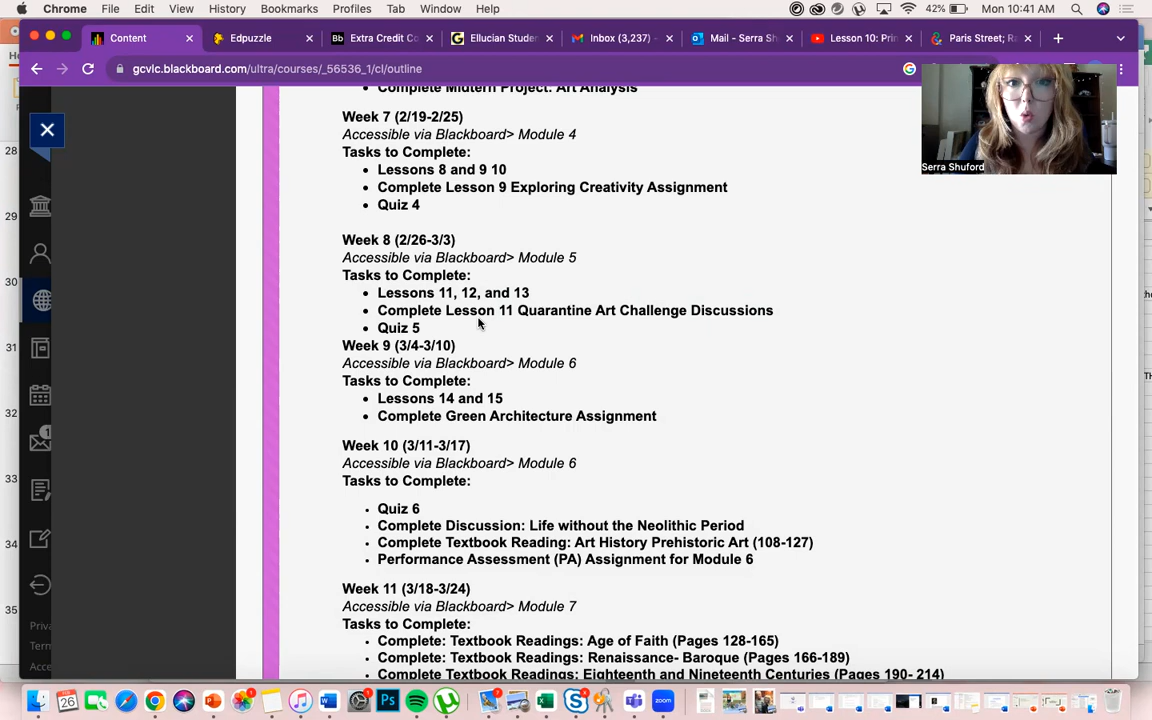 Chrome File Edit View History Bookmarks Profiles Tab Window Help 42% Mon 10:41 AM
Content Edpuzzle Extra Credit Co Ellucian Studen Inbox (3,237) - Mail - Serra Sh Lesson 10: Prin Paris Street; Ra
gcvlc.blackboard.com/ultra/courses/_56536_1/cl/outline
Complete Midterm Project: Art Analysis
Week 7 (2/19-2/25)
Accessible via Blackboard> Module 4
Tasks to Complete:
Lessons 8 and 9 10
Complete Lesson 9 Exploring Creativity Assignment
Quiz 4
Week 8 (2/26-3/3)
Accessible via Blackboard> Module 5
Tasks to Complete:
Lessons 11, 12, and 13
Complete Lesson 11 Quarantine Art Challenge Discussions
Quiz 5
Week 9 (3/4-3/10)
Accessible via Blackboard> Module 6
Tasks to Complete:
Lessons 14 and 15
Complete Green Architecture Assignment
Week 10 (3/11-3/17)
Accessible via Blackboard> Module 6
Tasks to Complete:
Quiz 6
Complete Discussion: Life without the Neolithic Period
Complete Textbook Reading: Art History Prehistoric Art (108-127)
Performance Assessment (PA) Assignment for Module 6
Week 11 (3/18-3/24)
Accessible via Blackboard> Module 7
Tasks to Complete:
Complete: Textbook Readings: Age of Faith (Pages 128-165)
Complete: Textbook Readings: Renaissance- Baroque (Pages 166-189)
Complete: Textbook Readings: Eighteenth and Nineteenth Centuries (Pages 190- 214)
Serra Shuford
28
29
30
31
32
33
34
35
1
Priva
Term
Acce
26
zoom